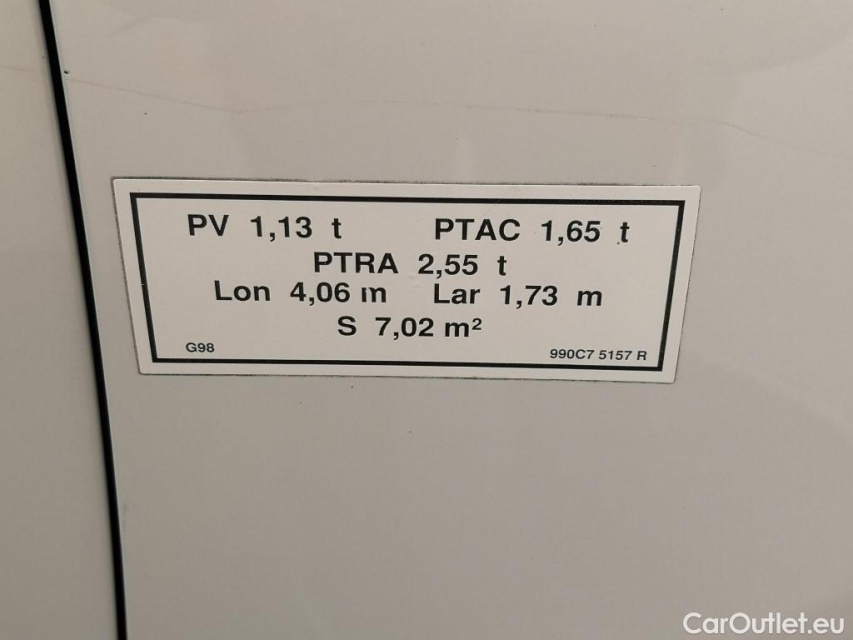 PV 1,13 t PTAC 1,65 t
PTRA 2,55 t
Lon 4,06 m Lar 1,73 m
S 7,02 m²
G98 990C7 5157 R
CarOutlet.eu